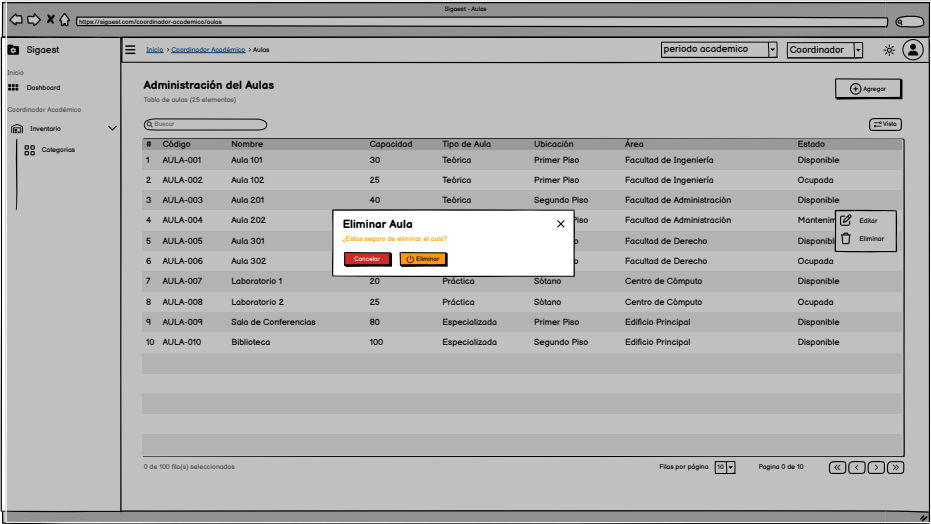 Sigaest - Aulas
https://sigaest.com/coordinador-academico/aulas
Sigaest
Inicio > Coordinador Académico > Aulas
periodo academico
Coordinador
Inicio
Dashboard
Coordinador Académico
Inventario
Categorias
Administración del Aulas
Tabla de aulas (25 elementos)
Agregar
Buscar
Vista
# Código Nombre Capacidad Tipo de Aula Ubicación Área Estado
1 AULA-001 Aula 101 30 Teórica Primer Piso Facultad de Ingeniería Disponible
2 AULA-002 Aula 102 25 Teórica Primer Piso Facultad de Ingeniería Ocupada
3 AULA-003 Aula 201 40 Teórica Segundo Piso Facultad de Administración Disponible
4 AULA-004 Aula 202 Piso Facultad de Administración Mantenim
5 AULA-005 Aula 301 Facultad de Derecho Disponibl
6 AULA-006 Aula 302 Facultad de Derecho Ocupada
7 AULA-007 Laboratorio 1 20 Práctica Sótano Centro de Cómputo Disponible
8 AULA-008 Laboratorio 2 25 Práctica Sótano Centro de Cómputo Ocupada
9 AULA-009 Sala de Conferencias 80 Especializada Primer Piso Edificio Principal Disponible
10 AULA-010 Biblioteca 100 Especializada Segundo Piso Edificio Principal Disponible
Editar
Eliminar
Eliminar Aula
¿Estas seguro de eliminar el aula?
Cancelar
Eliminar
0 de 100 fila(s) seleccionados
Filas por página 10
Pagina 0 de 10